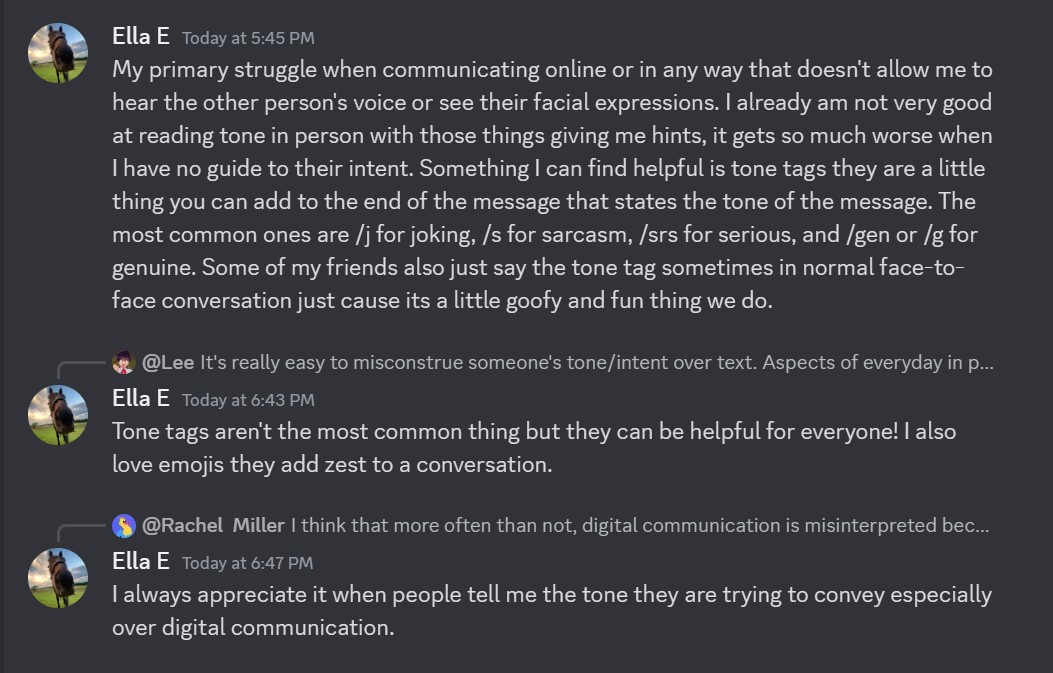 Ella E Today at 5:45 PM
My primary struggle when communicating online or in any way that doesn't allow me to
hear the other person's voice or see their facial expressions. I already am not very good
at reading tone in person with those things giving me hints, it gets so much worse when
I have no guide to their intent. Something I can find helpful is tone tags they are a little
thing you can add to the end of the message that states the tone of the message. The
most common ones are /j for joking, /s for sarcasm, /srs for serious, and /gen or /g for
genuine. Some of my friends also just say the tone tag sometimes in normal face-to-
face conversation just cause its a little goofy and fun thing we do.
@Lee It's really easy to misconstrue someone's tone/intent over text. Aspects of everyday in p...
Ella E Today at 6:43 PM
Tone tags aren't the most common thing but they can be helpful for everyone! I also
love emojis they add zest to a conversation.
@Rachel Miller I think that more often than not, digital communication is misinterpreted bec...
Ella E Today at 6:47 PM
I always appreciate it when people tell me the tone they are trying to convey especially
over digital communication.